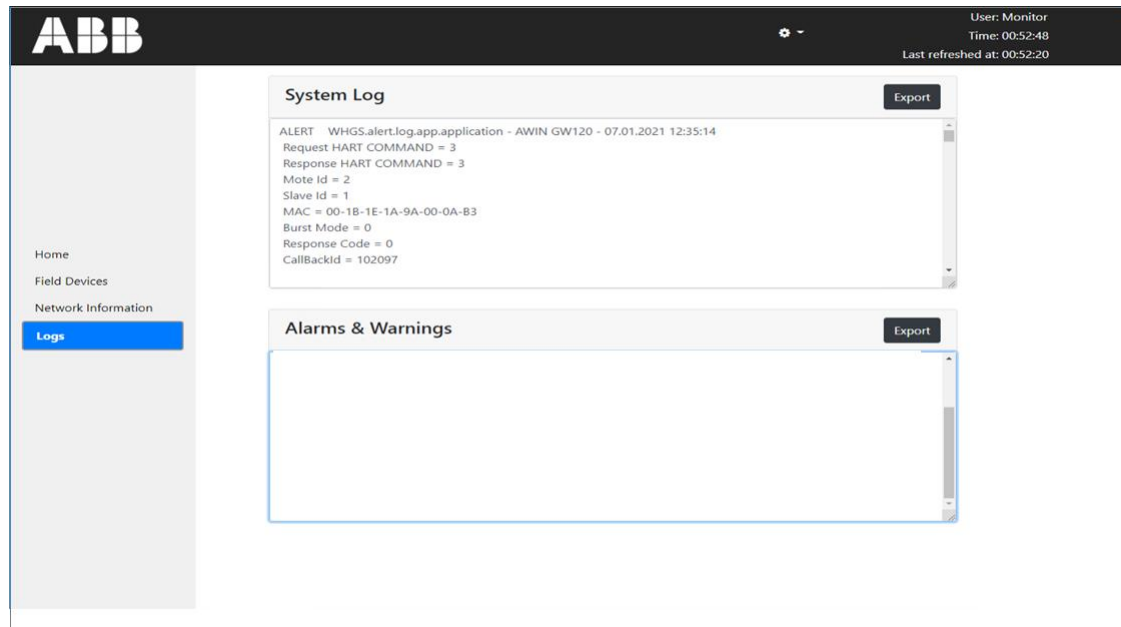 ABB
User: Monitor
Time: 00:52:48
Last refreshed at: 00:52:20
Home
Field Devices
Network Information
Logs
System Log
Export
ALERT WHGS.alert.log.app.application - AWIN GW120 - 07.01.2021 12:35:14
Request HART COMMAND = 3
Response HART COMMAND = 3
Mote Id = 2
Slave Id = 1
MAC = 00-1B-1E-1A-9A-00-0A-B3
Burst Mode = 0
Response Code = 0
CallBackId = 102097
Alarms & Warnings
Export